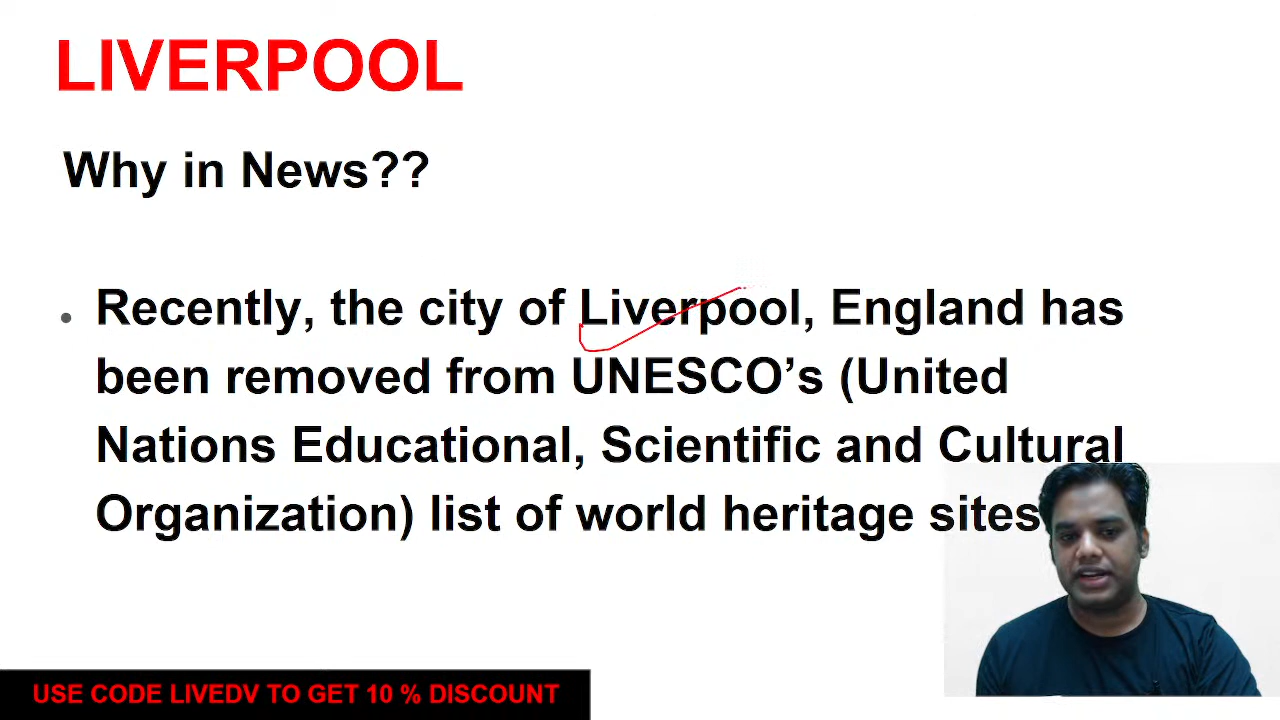 LIVERPOOL
Why in News??
• Recently, the city of Liverpool, England has
been removed from UNESCO’s (United
Nations Educational, Scientific and Cultural
Organization) list of world heritage sites
USE CODE LIVEDV TO GET 10 % DISCOUNT